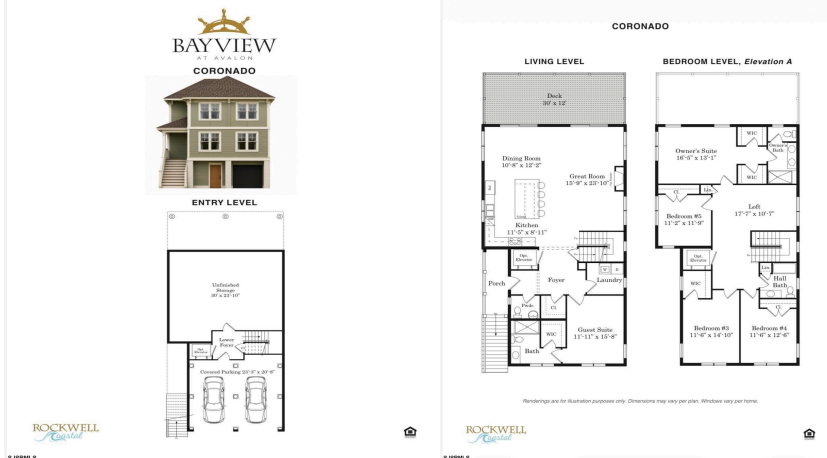 BAYVIEW
AT AVALON
CORONADO
ENTRY LEVEL
Unfinished
Storage
30' x 23'-10"
Lower
Foyer
Opt.
Elevator
Covered Parking 23'-3" x 20'-8"
ROCKWELL
Coastal
CORONADO
LIVING LEVEL
Deck
30' x 12'
Dining Room
10'-8" x 12'-2"
Great Room
15'-9" x 23'-10"
Kitchen
11'-5" x 8'-11"
Opt.
Elevator
Porch
Foyer
Laundry
Pwdr.
Cl.
Guest Suite
11'-11" x 15'-8"
WIC
Bath
BEDROOM LEVEL, Elevation A
WIC
Owner's
Bath
Owner's Suite
16'-5" x 13'-1"
WIC
Cl.
Lin.
Loft
17'-7" x 10'-7"
Bedroom #5
11'-2" x 11'-9"
Opt.
Elevator
Lin.
Hall
Bath
WIC
Cl.
Bedroom #3
11'-6" x 14'-10"
Bedroom #4
11'-6" x 12'-6"
Renderings are for illustration purposes only. Dimensions may vary per plan. Windows vary per home.
ROCKWELL
Coastal